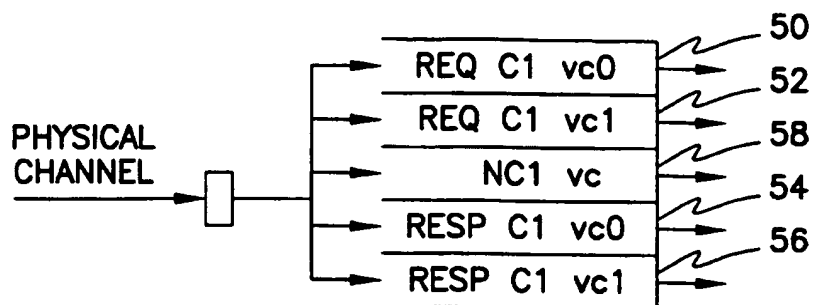 50
REQ C1 vc0
52
REQ C1 vc1
58
PHYSICAL
CHANNEL
NC1 vc
54
RESP C1 vc0
56
RESP C1 vc1